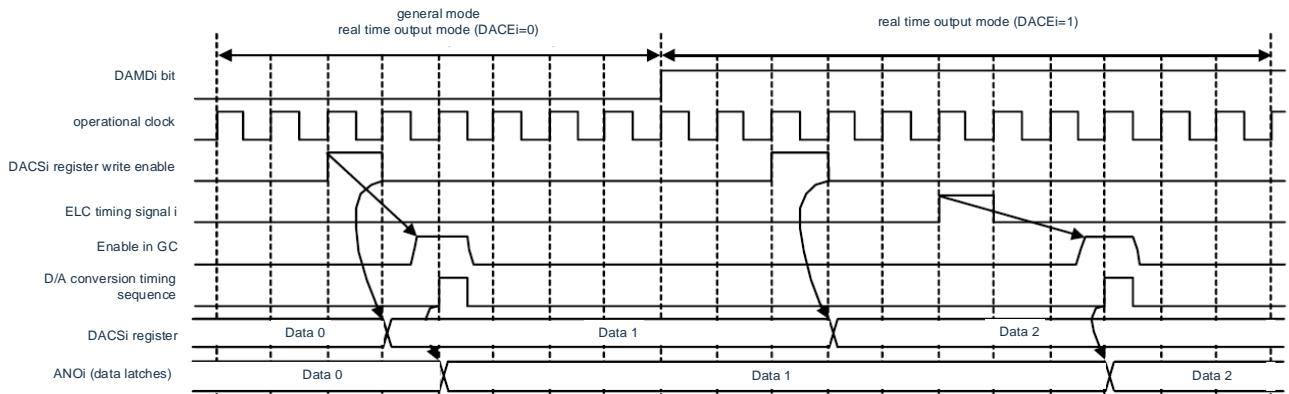 general mode
real time output mode (DACEi=0)
real time output mode (DACEi=1)
DAMDi bit
operational clock
DACSi register write enable
ELC timing signal i
Enable in GC
D/A conversion timing
sequence
DACSi register
Data 0
Data 1
Data 2
ANOi (data latches)
Data 0
Data 1
Data 2